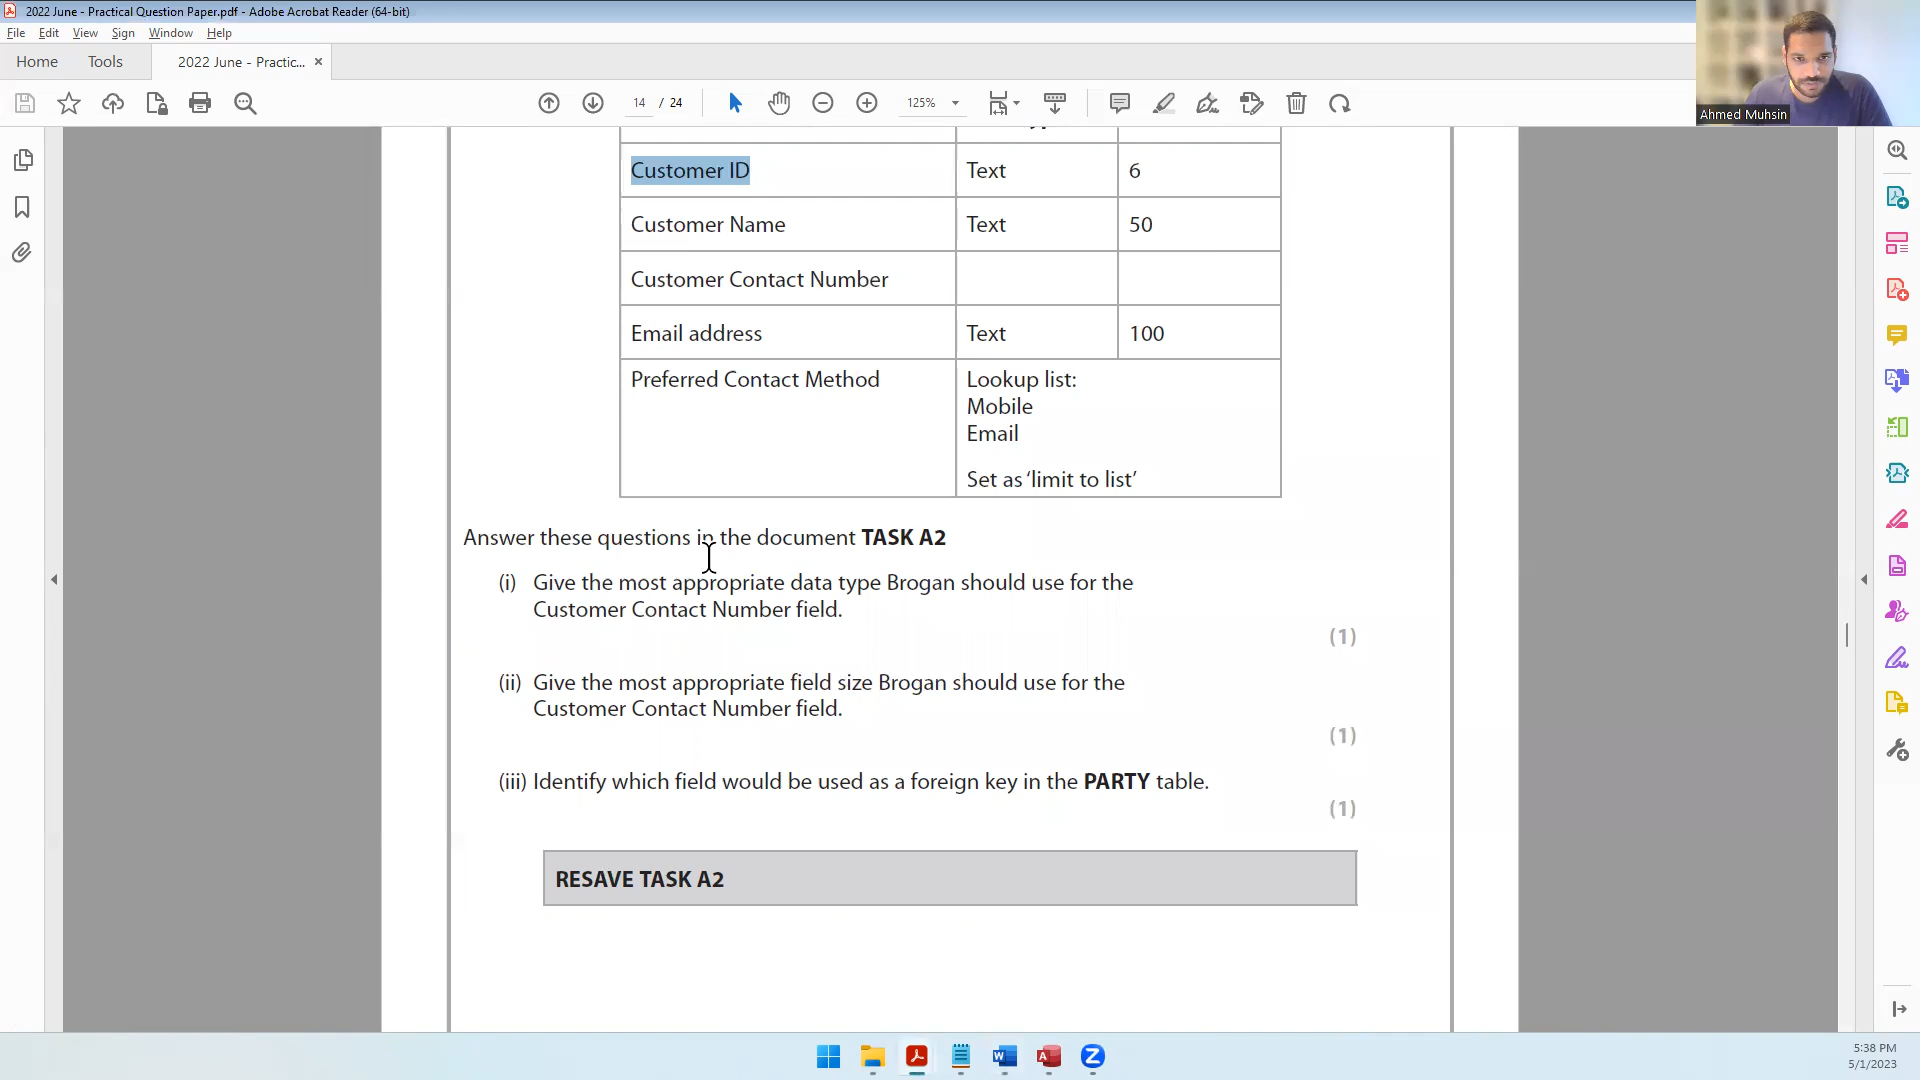 2022 June - Practical Question Paper.pdf - Adobe Acrobat Reader (64-bit)
File Edit View Sign Window Help
Home Tools 2022 June - Practic... ×
14 / 24 125%
Ahmed Muhsin
Customer ID Text 6
Customer Name Text 50
Customer Contact Number
Email address Text 100
Preferred Contact Method Lookup list:
Mobile
Email
Set as ‘limit to list’
Answer these questions in the document TASK A2
(i) Give the most appropriate data type Brogan should use for the
Customer Contact Number field.
(1)
(ii) Give the most appropriate field size Brogan should use for the
Customer Contact Number field.
(1)
(iii) Identify which field would be used as a foreign key in the PARTY table.
(1)
RESAVE TASK A2
5:38 PM
5/1/2023